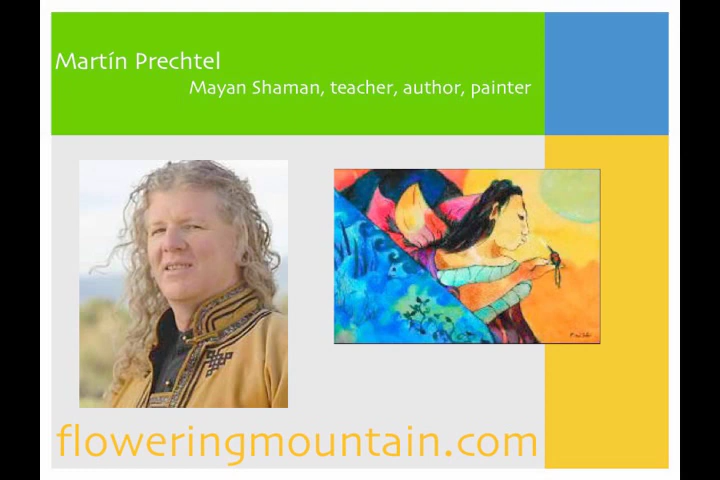 Martín Prechtel
Mayan Shaman, teacher, author, painter
floweringmountain.com